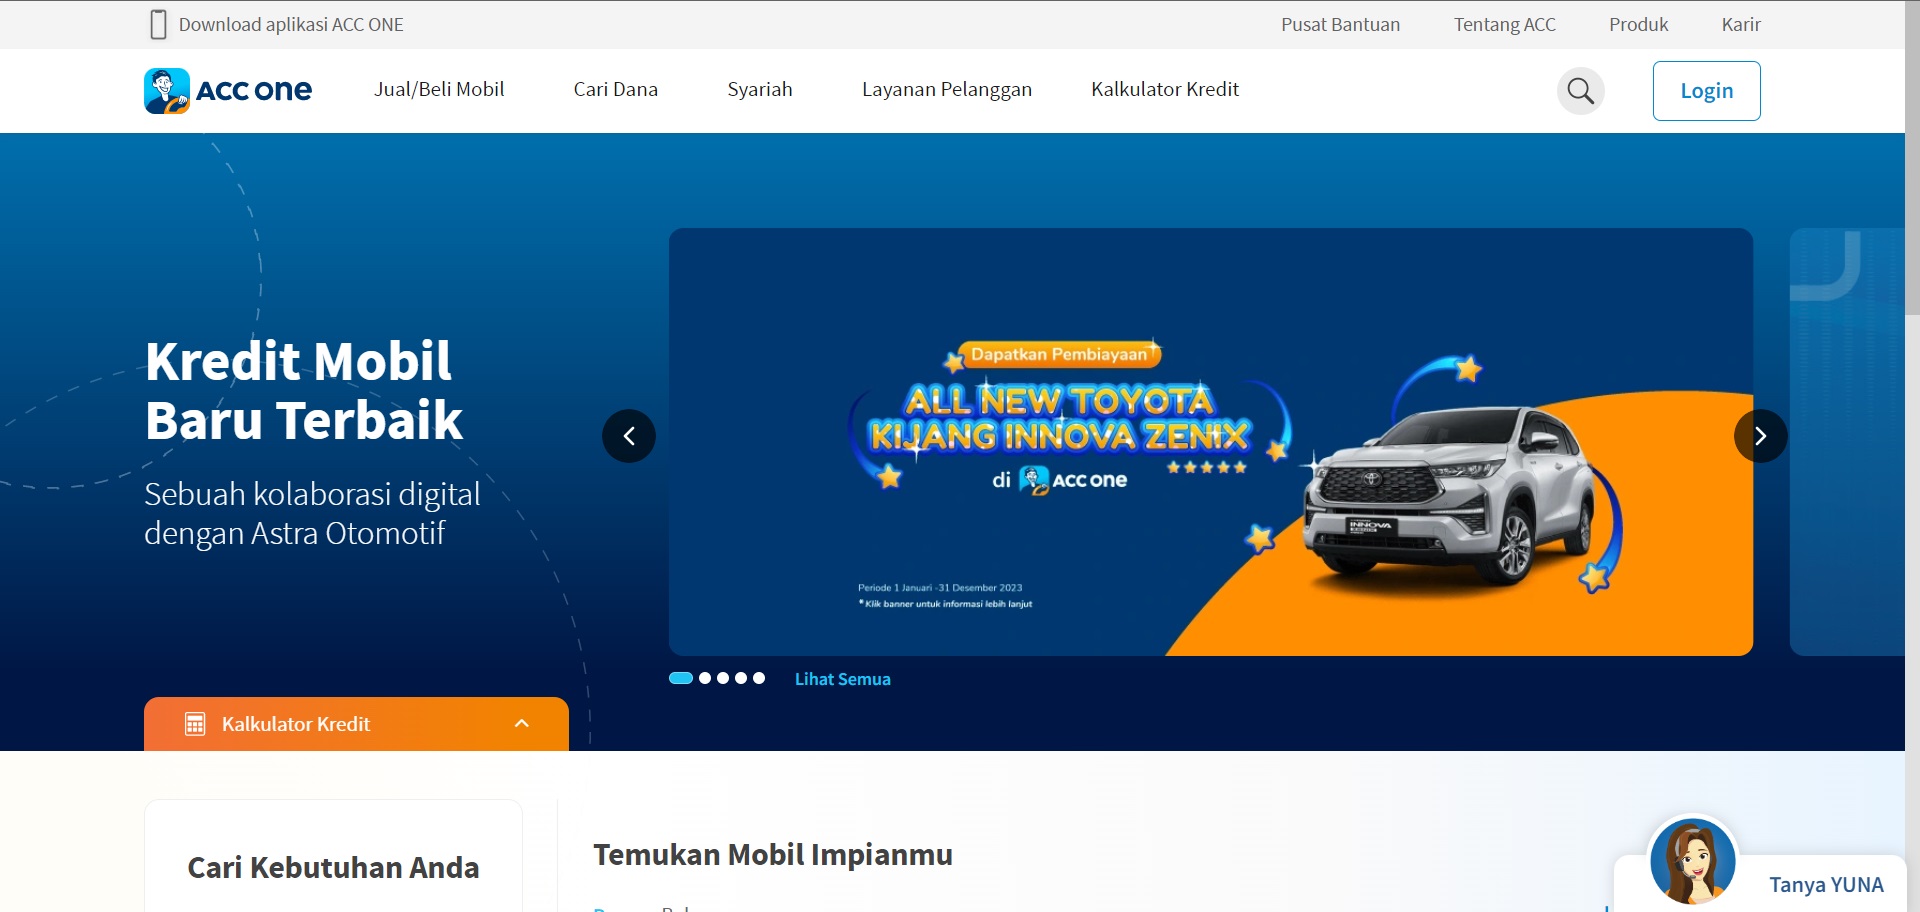 Download aplikasi ACC ONE
Pusat Bantuan
Tentang ACC
Produk
Karir
ACC ONE
Jual/Beli Mobil
Cari Dana
Syariah
Layanan Pelanggan
Kalkulator Kredit
Login
Kredit Mobil
Baru Terbaik
Sebuah kolaborasi digital
dengan Astra Otomotif
Dapatkan Pembiayaan
ALL NEW TOYOTA
KIJANG INNOVA ZENIX
di ACC one
INNOVA
Periode 1 Januari -31 Desember 2023
*Klik banner untuk informasi lebih lanjut
Lihat Semua
Kalkulator Kredit
Cari Kebutuhan Anda
Temukan Mobil Impianmu
Tanya YUNA